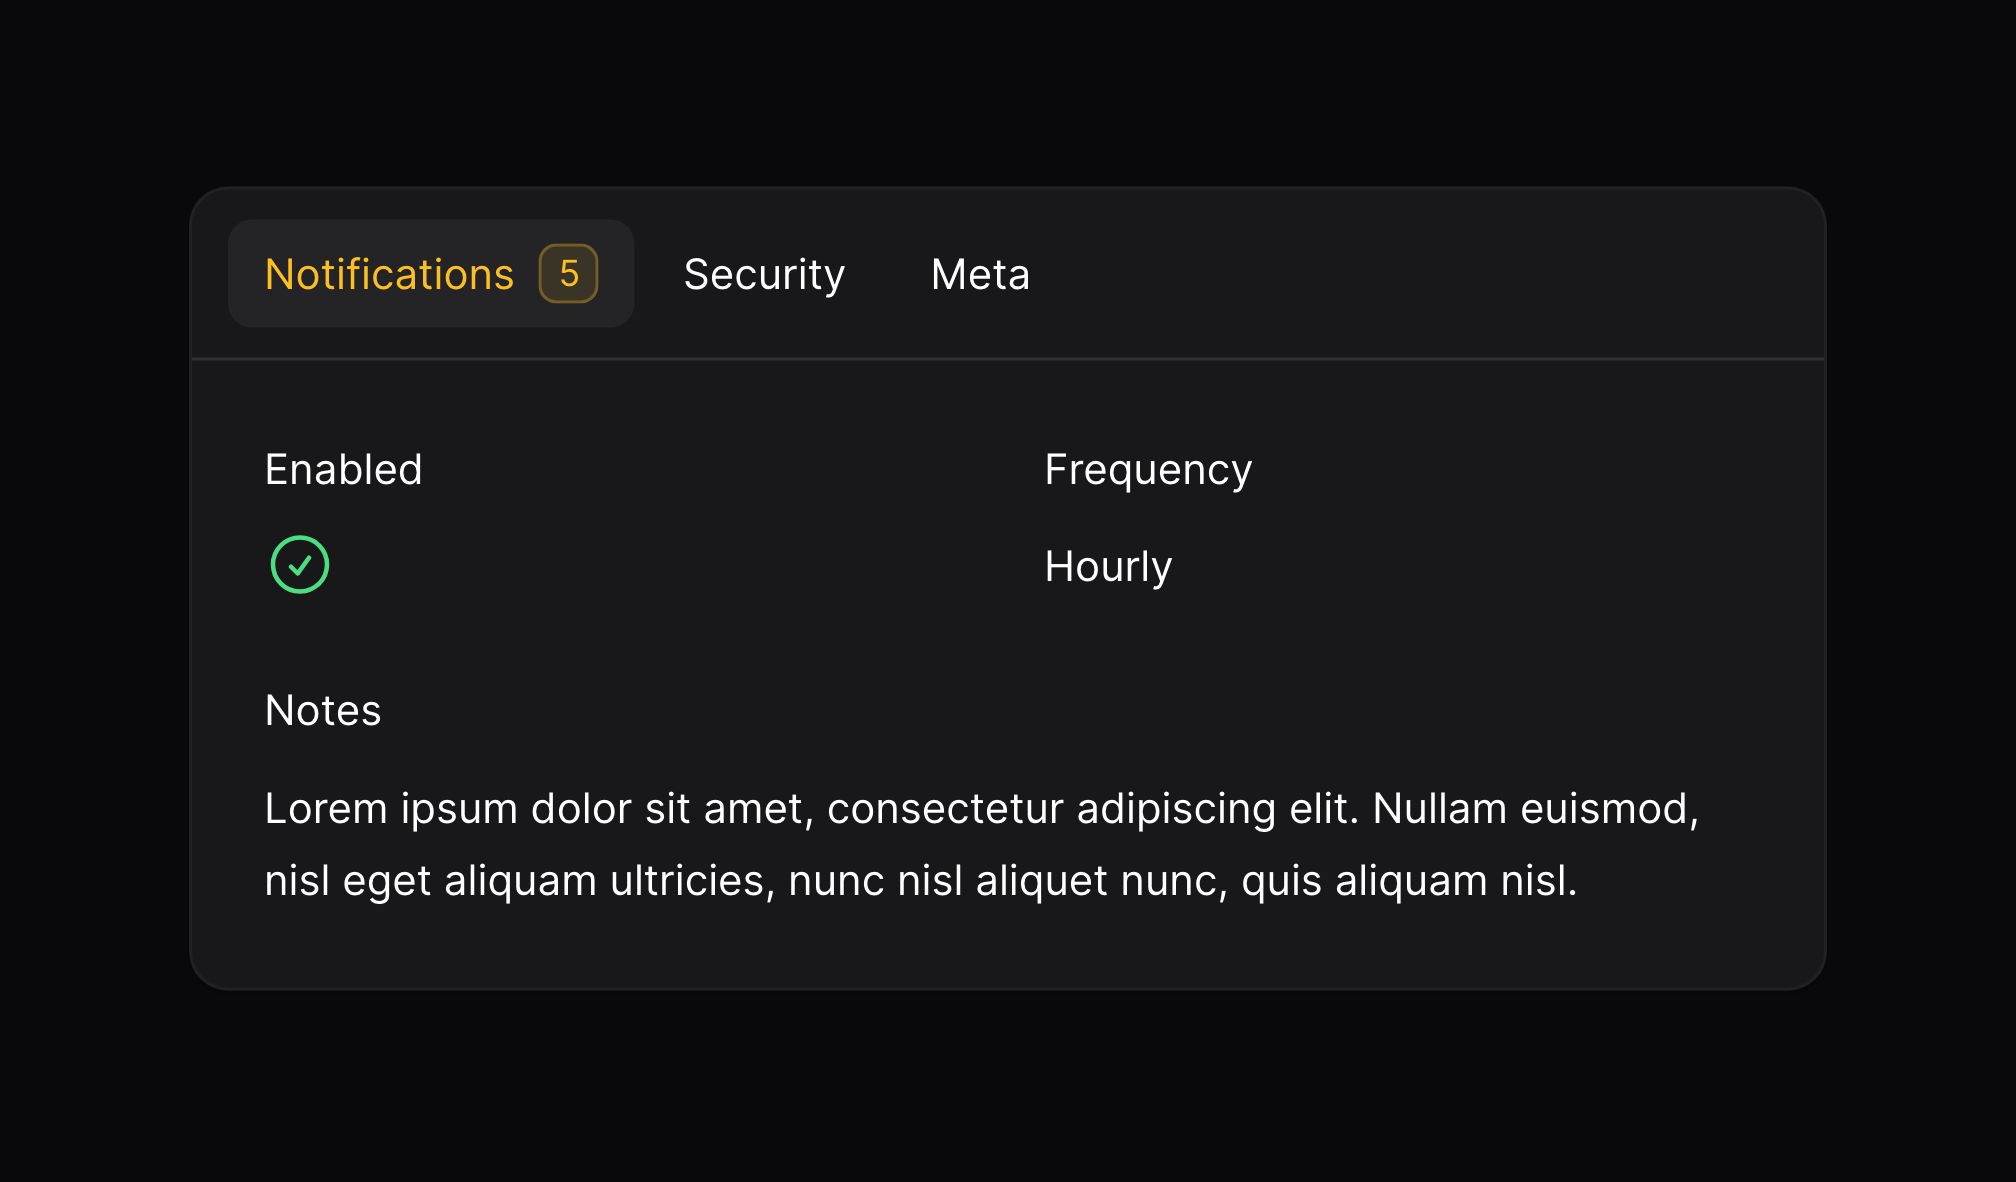 Notifications 5 Security Meta
Enabled Frequency
Hourly
Notes
Lorem ipsum dolor sit amet, consectetur adipiscing elit. Nullam euismod,
nisl eget aliquam ultricies, nunc nisl aliquet nunc, quis aliquam nisl.